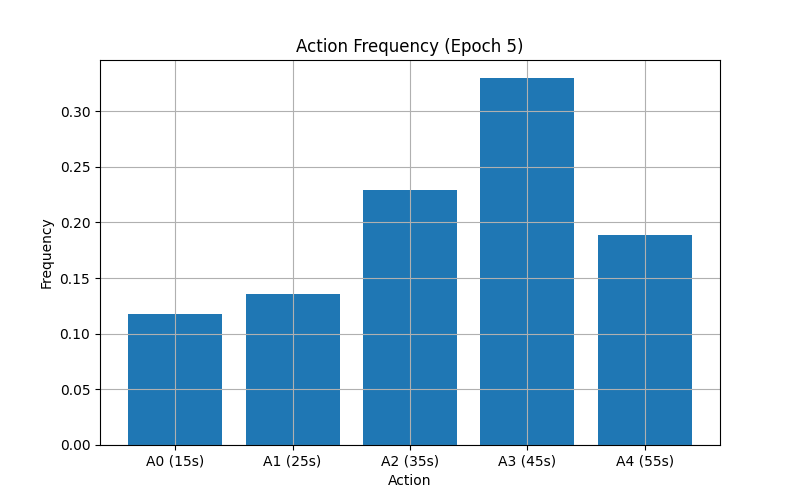 Action Frequency (Epoch 5)
Frequency
0.30
0.25
0.20
0.15
0.10
0.05
0.00
A0 (15s) A1 (25s) A2 (35s) A3 (45s) A4 (55s)
Action